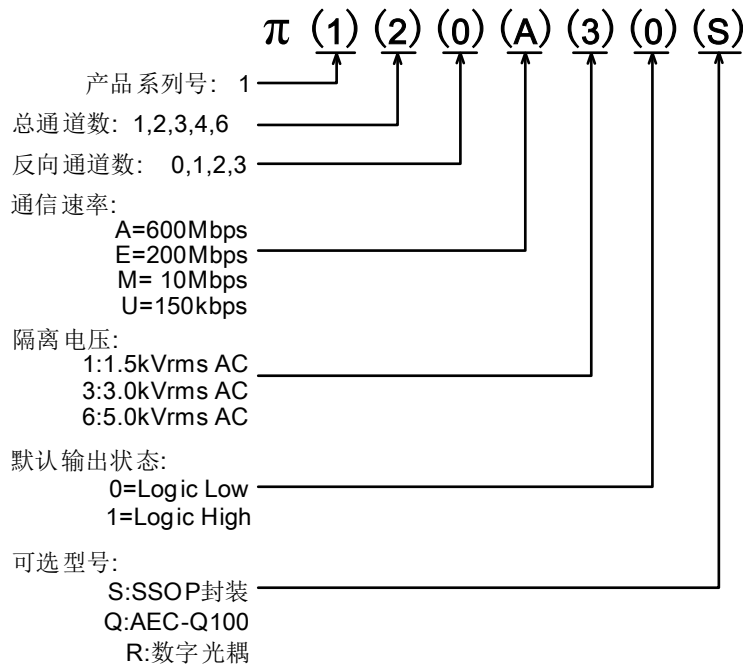 π (1) (2) (0) (A) (3) (0) (S)
产品系列号: 1
总通道数: 1,2,3,4,6
反向通道数: 0,1,2,3
通信速率:
A=600Mbps
E=200Mbps
M= 10Mbps
U=150kbps
隔离电压:
1:1.5kVrms AC
3:3.0kVrms AC
6:5.0kVrms AC
默认输出状态:
0=Logic Low
1=Logic High
可选型号:
S:SSOP封装
Q:AEC-Q100
R:数字光耦